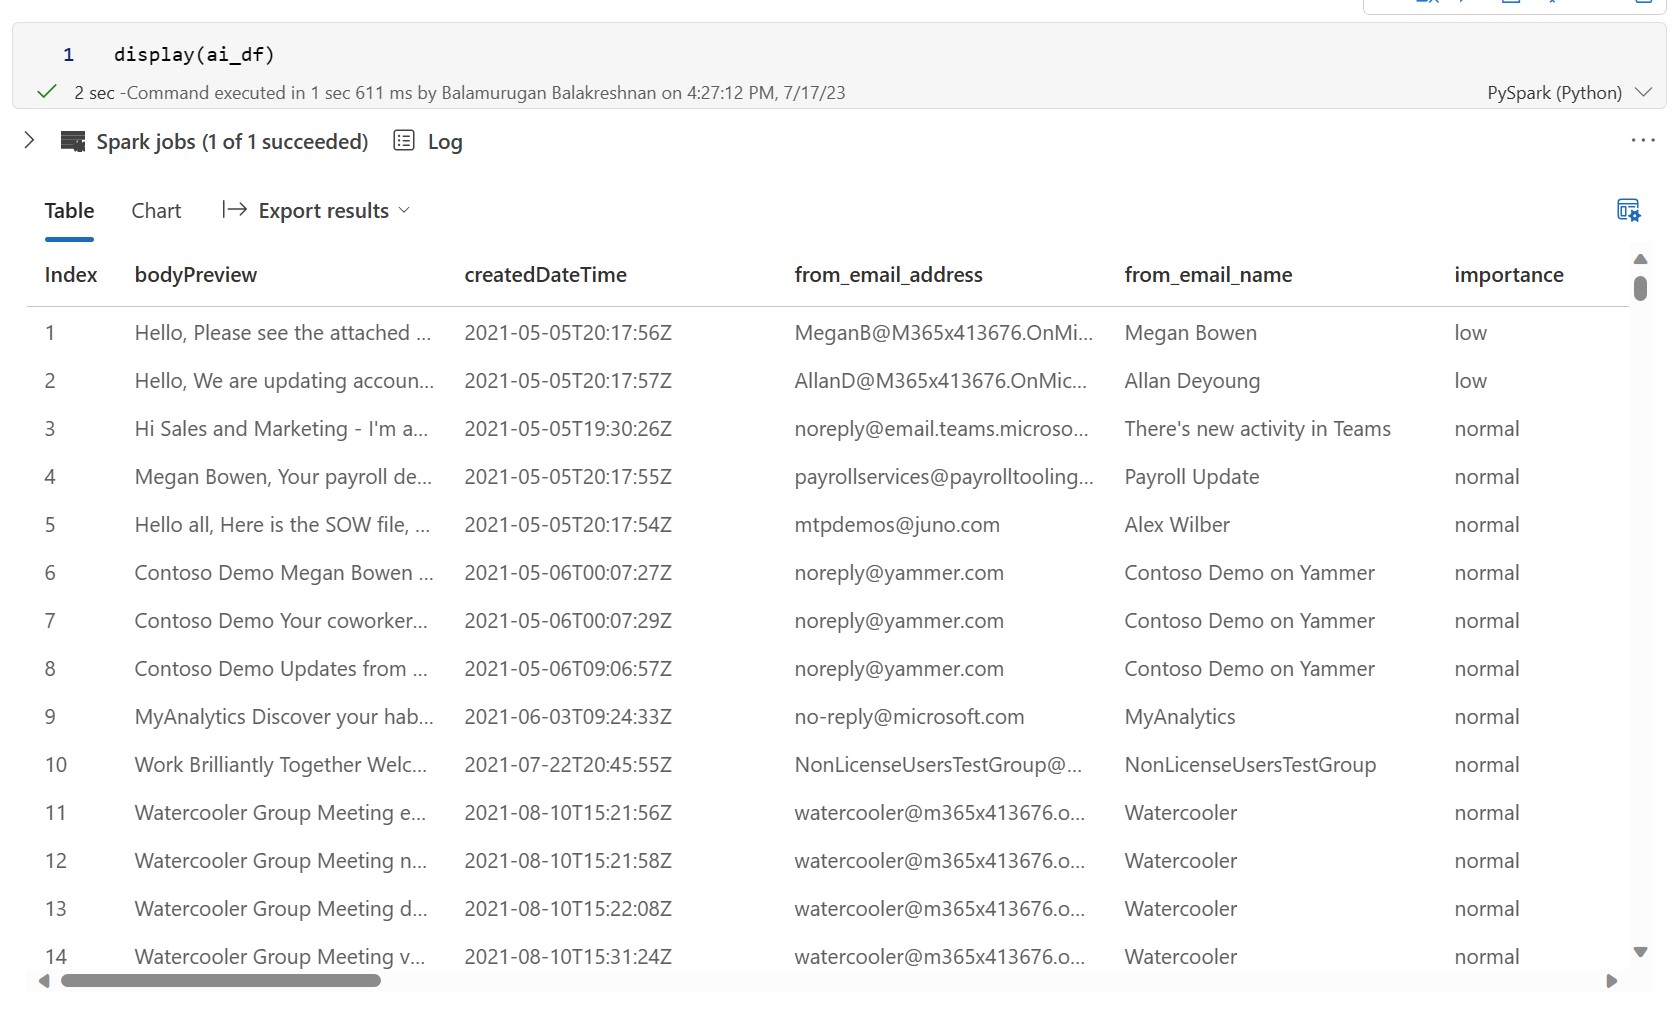 1 display(ai_df)
2 sec -Command executed in 1 sec 611 ms by Balamurugan Balakreshnan on 4:27:12 PM, 7/17/23 PySpark (Python)
Spark jobs (1 of 1 succeeded) Log
Table Chart Export results
Index bodyPreview createdDateTime from_email_address from_email_name importance
1 Hello, Please see the attached ... 2021-05-05T20:17:56Z MeganB@M365x413676.OnMi... Megan Bowen low
2 Hello, We are updating accoun... 2021-05-05T20:17:57Z AllanD@M365x413676.OnMic... Allan Deyoung low
3 Hi Sales and Marketing - I'm a... 2021-05-05T19:30:26Z noreply@email.teams.microso... There's new activity in Teams normal
4 Megan Bowen, Your payroll de... 2021-05-05T20:17:55Z payrollservices@payrolltooling... Payroll Update normal
5 Hello all, Here is the SOW file, ... 2021-05-05T20:17:54Z mtpdemos@juno.com Alex Wilber normal
6 Contoso Demo Megan Bowen ... 2021-05-06T00:07:27Z noreply@yammer.com Contoso Demo on Yammer normal
7 Contoso Demo Your coworker... 2021-05-06T00:07:29Z noreply@yammer.com Contoso Demo on Yammer normal
8 Contoso Demo Updates from ... 2021-05-06T09:06:57Z noreply@yammer.com Contoso Demo on Yammer normal
9 MyAnalytics Discover your hab... 2021-06-03T09:24:33Z no-reply@microsoft.com MyAnalytics normal
10 Work Brilliantly Together Welc... 2021-07-22T20:45:55Z NonLicenseUsersTestGroup@... NonLicenseUsersTestGroup normal
11 Watercooler Group Meeting e... 2021-08-10T15:21:56Z watercooler@m365x413676.o... Watercooler normal
12 Watercooler Group Meeting n... 2021-08-10T15:21:58Z watercooler@m365x413676.o... Watercooler normal
13 Watercooler Group Meeting d... 2021-08-10T15:22:08Z watercooler@m365x413676.o... Watercooler normal
14 Watercooler Group Meeting v... 2021-08-10T15:31:24Z watercooler@m365x413676.o... Watercooler normal